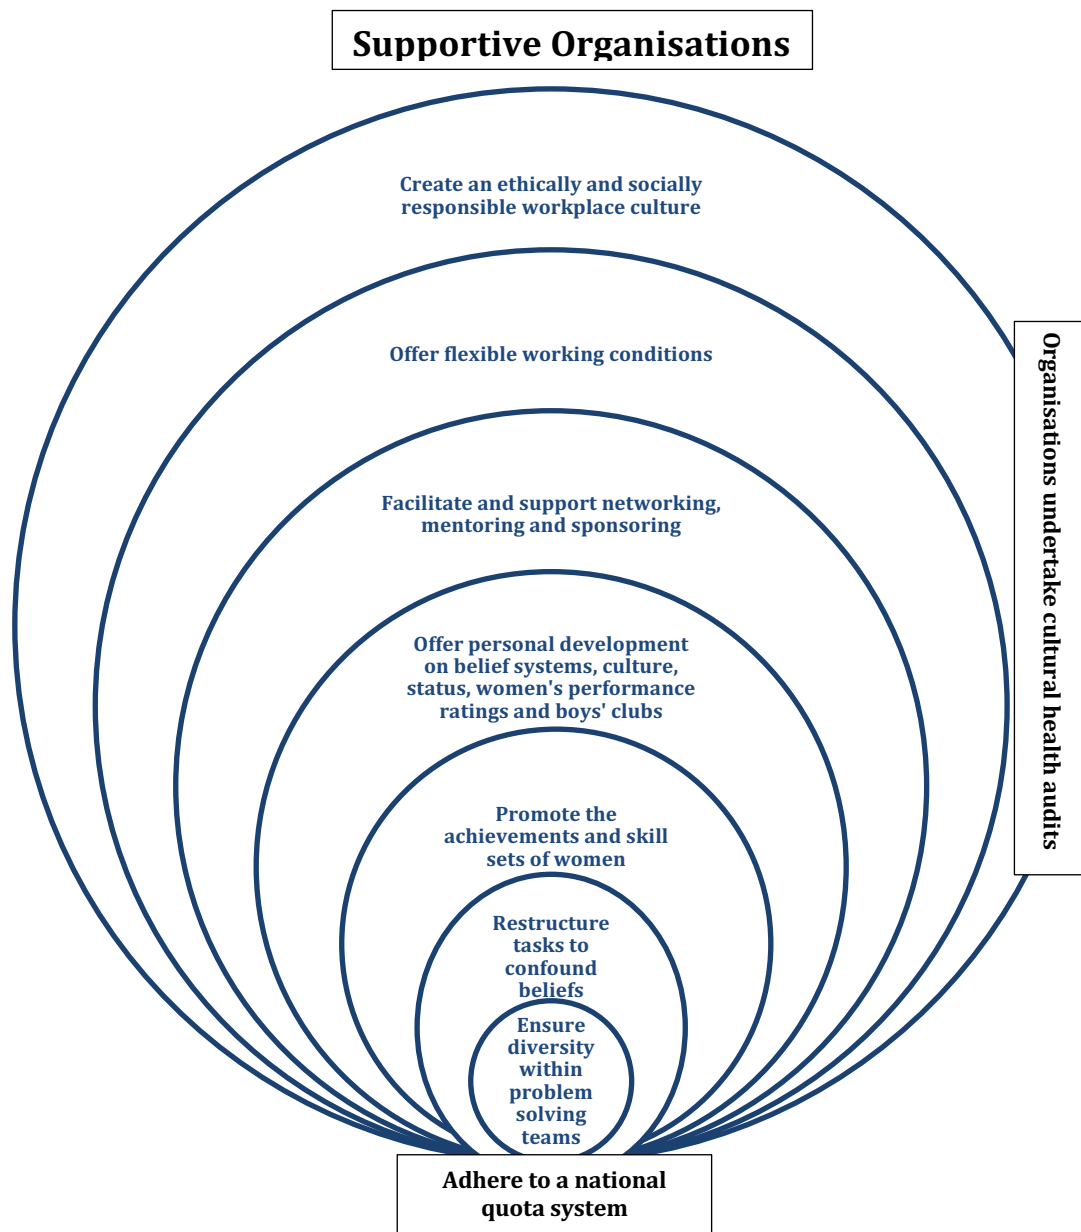 Supportive Organisations
Create an ethically and socially
responsible workplace culture
Offer flexible working conditions
Facilitate and support networking,
mentoring and sponsoring
Offer personal development
on belief systems, culture,
status, women's performance
ratings and boys' clubs
Promote the
achievements and skill
sets of women
Restructure
tasks to
confound
beliefs
Ensure
diversity
within
problem
solving
teams
Organisations undertake cultural health audits
Adhere to a national
quota system